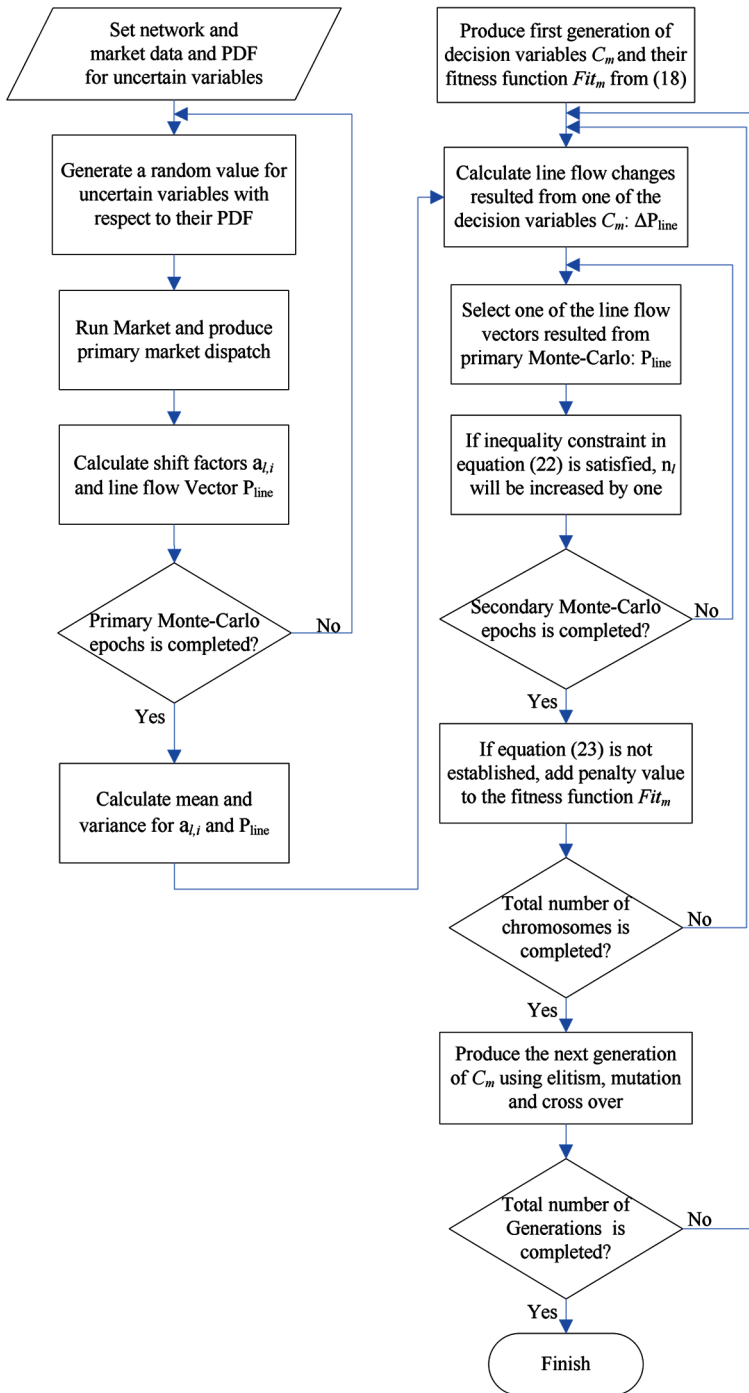 Set network and
market data and PDF
for uncertain variables
Generate a random value for
uncertain variables with
respect to their PDF
Run Market and produce
primary market dispatch
Calculate shift factors a_{l,i}
and line flow Vector P_{line}
Primary Monte-Carlo
epochs is completed?
No
Yes
Calculate mean and
variance for a_{l,i} and P_{line}
Produce first generation of
decision variables C_m and their
fitness function Fit_m from (18)
Calculate line flow changes
resulted from one of the
decision variables C_m: ΔP_{line}
Select one of the line flow
vectors resulted from
primary Monte-Carlo: P_{line}
If inequality constraint in
equation (22) is satisfied, n_l
will be increased by one
Secondary Monte-Carlo
epochs is completed?
No
Yes
If equation (23) is not
established, add penalty value
to the fitness function Fit_m
Total number of
chromosomes is
completed?
No
Yes
Produce the next generation
of C_m using elitism, mutation
and cross over
Total number of
Generations is
completed?
No
Yes
Finish